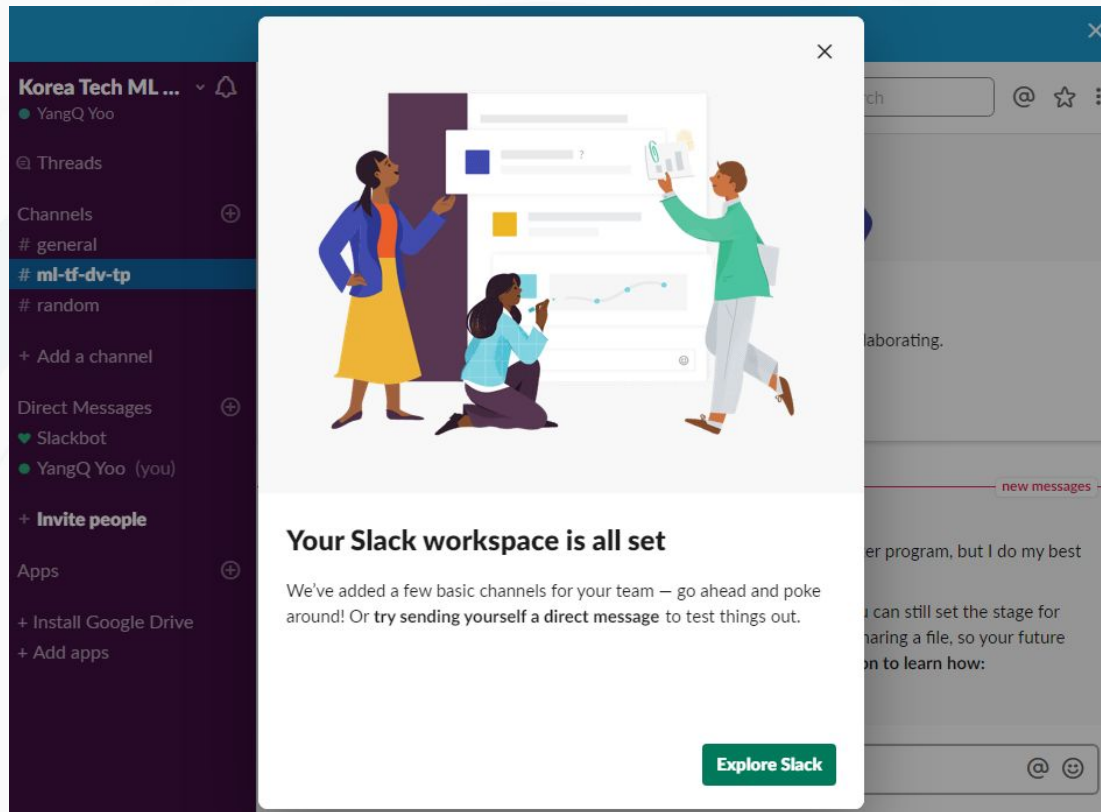 Korea Tech ML ...
YangQ Yoo
Threads
Channels
# general
# ml-tf-dv-tp
# random
+ Add a channel
Direct Messages
Slackbot
YangQ Yoo (you)
+ Invite people
Apps
+ Install Google Drive
+ Add apps
?
Your Slack workspace is all set
We've added a few basic channels for your team — go ahead and poke
around! Or try sending yourself a direct message to test things out.
Explore Slack
rch
laborating.
new messages
er program, but I do my best
can still set the stage for
haring a file, so your future
on to learn how: